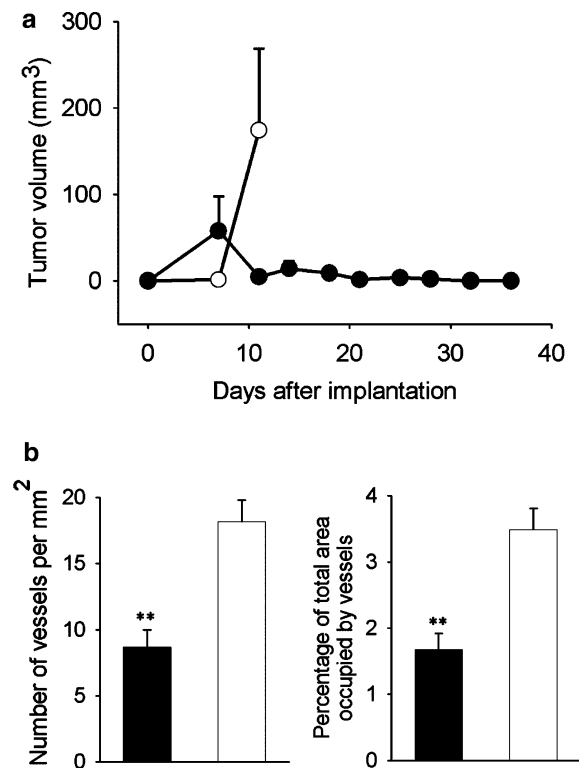 a
Tumor volume (mm3)
300
200
100
0
0 10 20 30 40
Days after implantation
b
Number of vessels per mm2
20
15
10
5
0
**
Percentage of total area
occupied by vessels
4
3
2
1
0
**